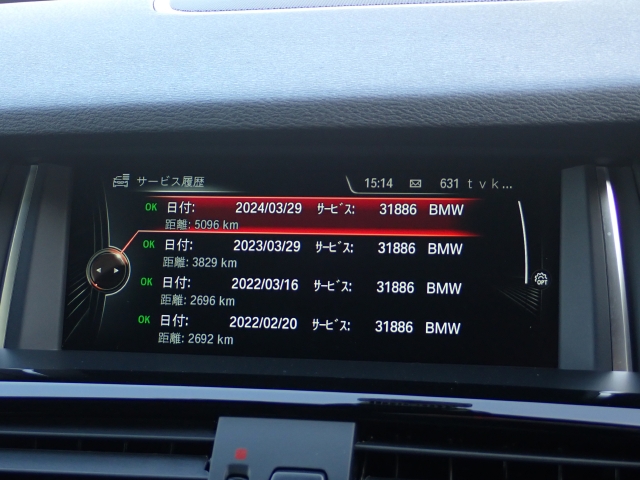 サービス履歴 15:14 631 tvk...
OK 日付: 2024/03/29 ｻｰﾋﾞｽ: 31886 BMW
距離: 5096 km
OK 日付: 2023/03/29 ｻｰﾋﾞｽ: 31886 BMW
距離: 3829 km
OK 日付: 2022/03/16 ｻｰﾋﾞｽ: 31886 BMW
距離: 2696 km
OK 日付: 2022/02/20 ｻｰﾋﾞｽ: 31886 BMW
距離: 2692 km
OPT